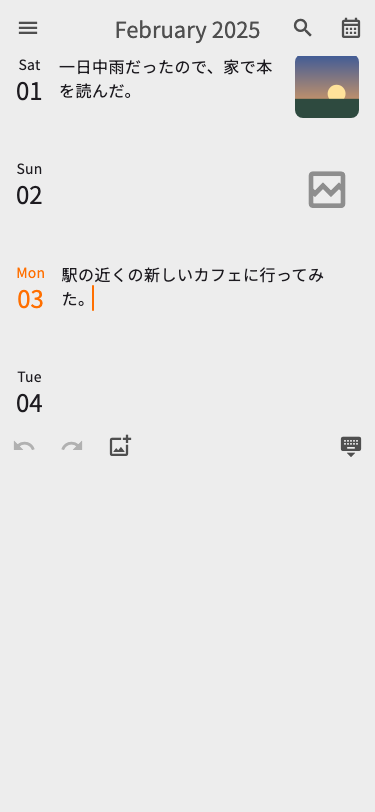 February 2025
Sat
01
一日中雨だったので、家で本
を読んだ。
Sun
02
Mon
03
駅の近くの新しいカフェに行ってみ
た。
Tue
04